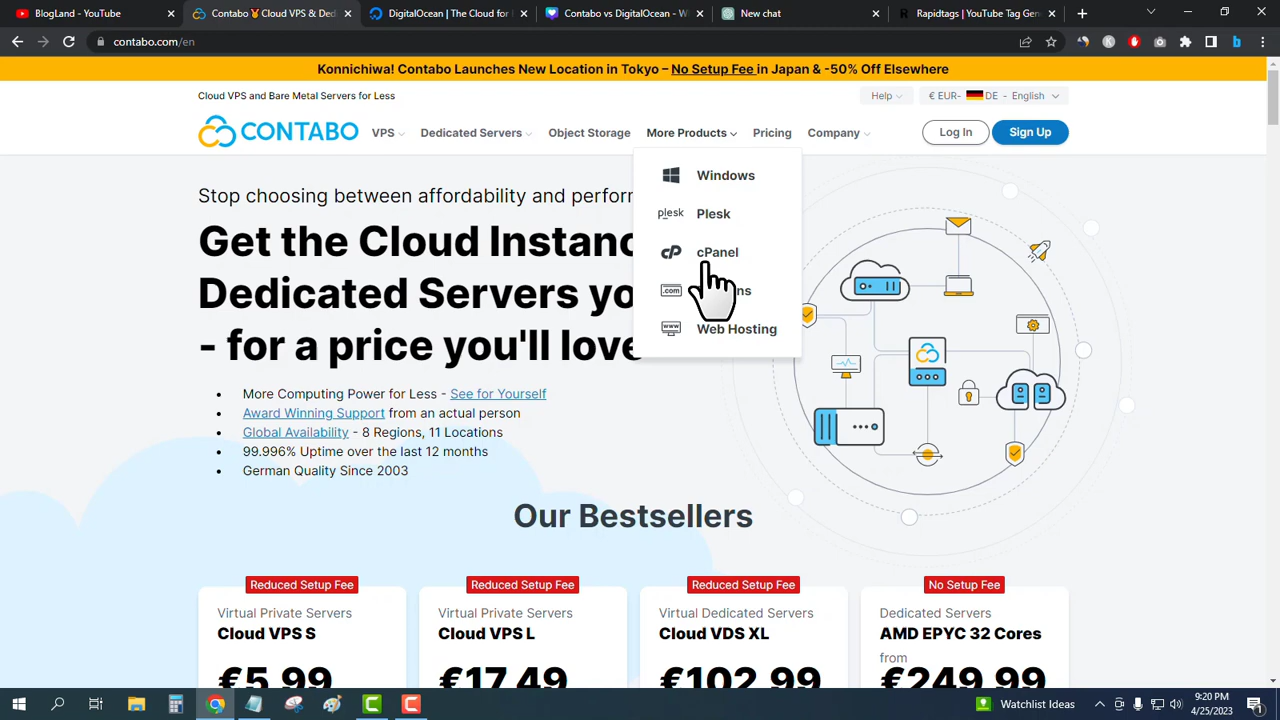 BlogLand - YouTube
Contabo🏅Cloud VPS & Ded
DigitalOcean | The Cloud for
Contabo vs DigitalOcean - W
New chat
Rapidtags | YouTube Tag Gen
contabo.com/en
Konnichiwa! Contabo Launches New Location in Tokyo – No Setup Fee in Japan & -50% Off Elsewhere
Cloud VPS and Bare Metal Servers for Less
Help
€ EUR- DE - English
CONTABO
VPS
Dedicated Servers
Object Storage
More Products
Pricing
Company
Log In
Sign Up
Windows
plesk Plesk
cP cPanel
.com
www Web Hosting
Stop choosing between affordability and perform
Get the Cloud Instanc
Dedicated Servers yo
- for a price you'll love
More Computing Power for Less - See for Yourself
Award Winning Support from an actual person
Global Availability - 8 Regions, 11 Locations
99.996% Uptime over the last 12 months
German Quality Since 2003
Our Bestsellers
Reduced Setup Fee
Virtual Private Servers
Cloud VPS S
€5.99
Reduced Setup Fee
Virtual Private Servers
Cloud VPS L
€17.49
Reduced Setup Fee
Virtual Dedicated Servers
Cloud VDS XL
€102.99
No Setup Fee
Dedicated Servers
AMD EPYC 32 Cores
from
€249.99
Watchlist Ideas
9:20 PM
4/25/2023